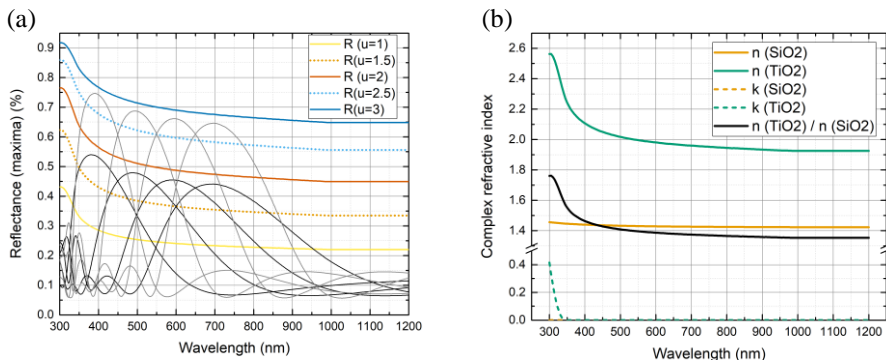 (a)
Reflectance (maxima) (%)
0.9
0.8
0.7
0.6
0.5
0.4
0.3
0.2
0.1
0
300 400 500 600 700 800 900 1000 1100 1200
Wavelength (nm)
R (u=1)
R(u=1.5)
R (u=2)
R(u=2.5)
R(u=3)
(b)
Complex refractive index
2.6
2.4
2.2
2.0
1.8
1.6
1.4
0.4
0.2
0.0
300 400 500 600 700 800 900 1000 1100 1200
Wavelength (nm)
n (SiO2)
n (TiO2)
k (SiO2)
k (TiO2)
n (TiO2) / n (SiO2)